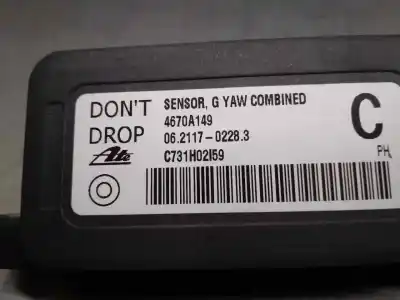 DON'T
DROP
Ate
SENSOR, G YAW COMBINED
4670A149
06.2117-0228.3
C731H02I59
C
PH